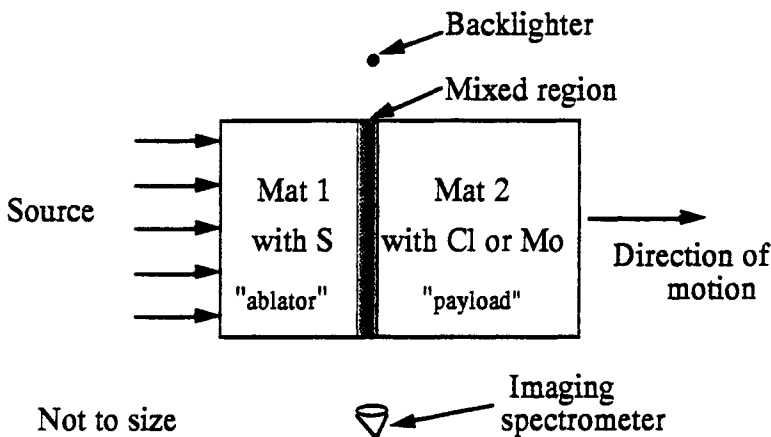 Backlighter
Mixed region
Source
Mat 1
with S
"ablator"
Mat 2
with Cl or Mo
"payload"
Direction of
motion
Not to size
Imaging
spectrometer